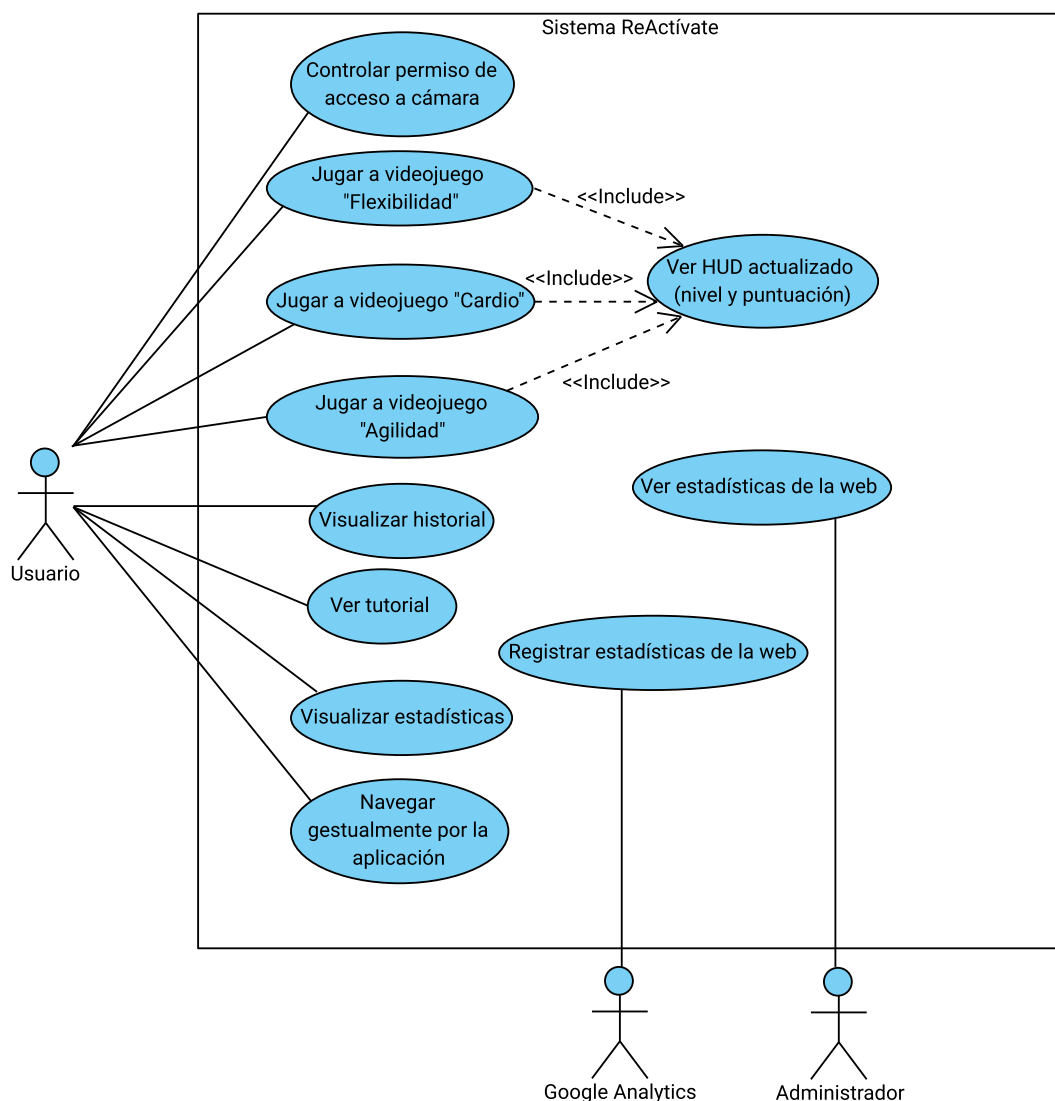 Sistema ReActívate
Controlar permiso de
acceso a cámara
Jugar a videojuego
"Flexibilidad"
<<Include>>
Ver HUD actualizado
(nivel y puntuación)
<<Include>>
Jugar a videojuego "Cardio"
<<Include>>
Jugar a videojuego
"Agilidad"
Ver estadísticas de la web
Visualizar historial
Usuario
Ver tutorial
Registrar estadísticas de la web
Visualizar estadísticas
Navegar
gestualmente por la
aplicación
Google Analytics
Administrador